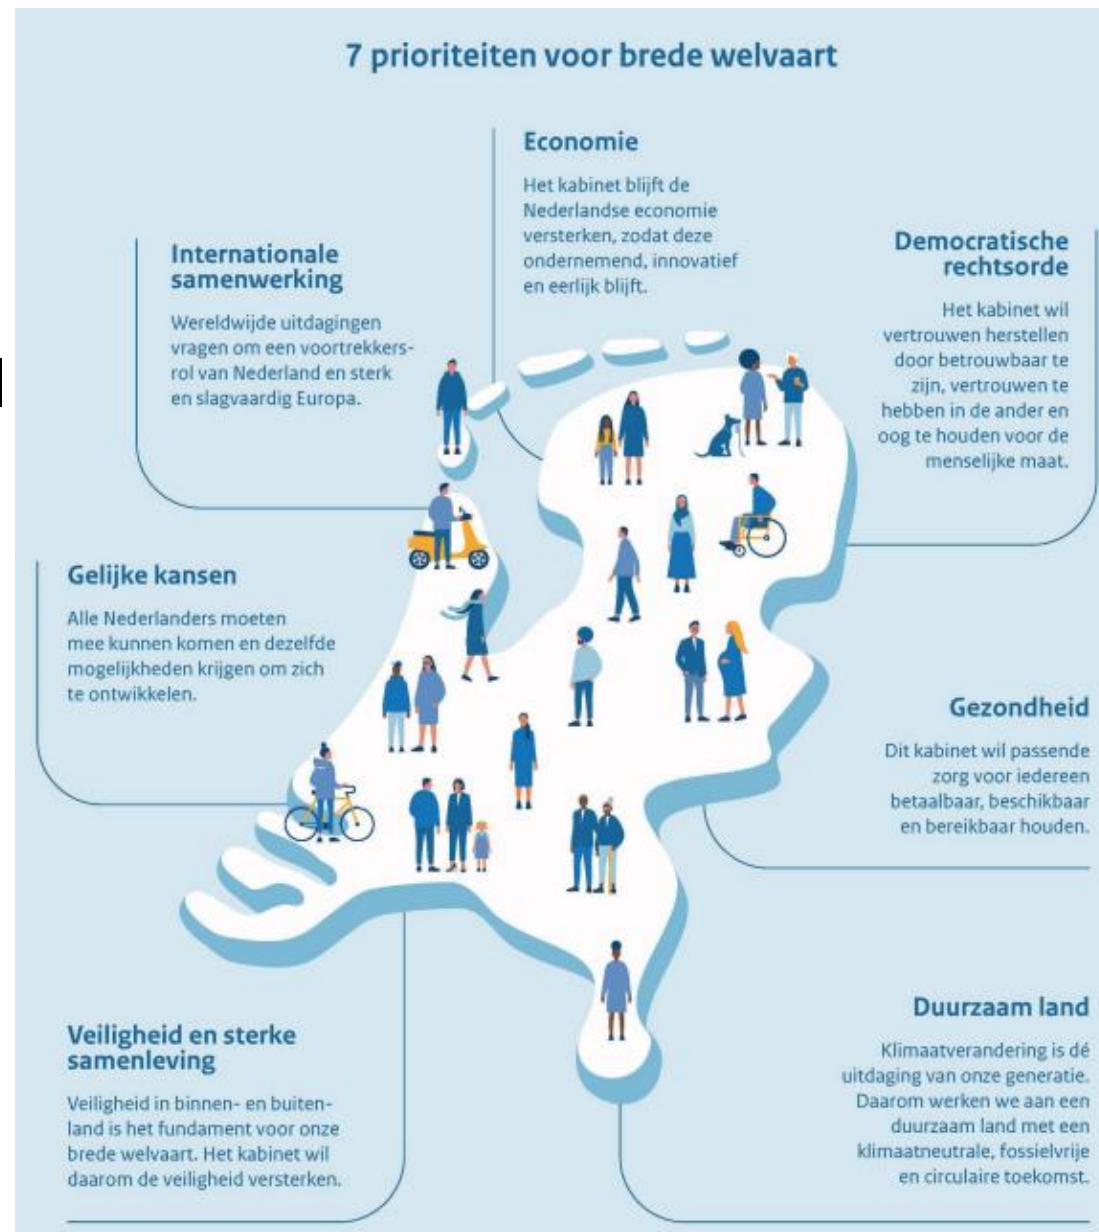 7 prioriteiten voor brede welvaart
Economie
Het kabinet blijft de
Nederlandse economie
versterken, zodat deze
ondernemend, innovatief
en eerlijk blijft.
Internationale
samenwerking
Wereldwijde uitdagingen
vragen om een voortrekkers-
rol van Nederland en sterk
en slagvaardig Europa.
Democratische
rechtsorde
Het kabinet wil
vertrouwen herstellen
door betrouwbaar te
zijn, vertrouwen te
hebben in de ander en
oog te houden voor de
menselijke maat.
Gelijke kansen
Alle Nederlanders moeten
mee kunnen komen en dezelfde
mogelijkheden krijgen om zich
te ontwikkelen.
Gezondheid
Dit kabinet wil passende
zorg voor iedereen
betaalbaar, beschikbaar
en bereikbaar houden.
Veiligheid en sterke
samenleving
Veiligheid in binnen- en buiten-
land is het fundament voor onze
brede welvaart. Het kabinet wil
daarom de veiligheid versterken.
Duurzaam land
Klimaatverandering is dé
uitdaging van onze generatie.
Daarom werken we aan een
duurzaam land met een
klimaatneutrale, fossielvrije
en circulaire toekomst.